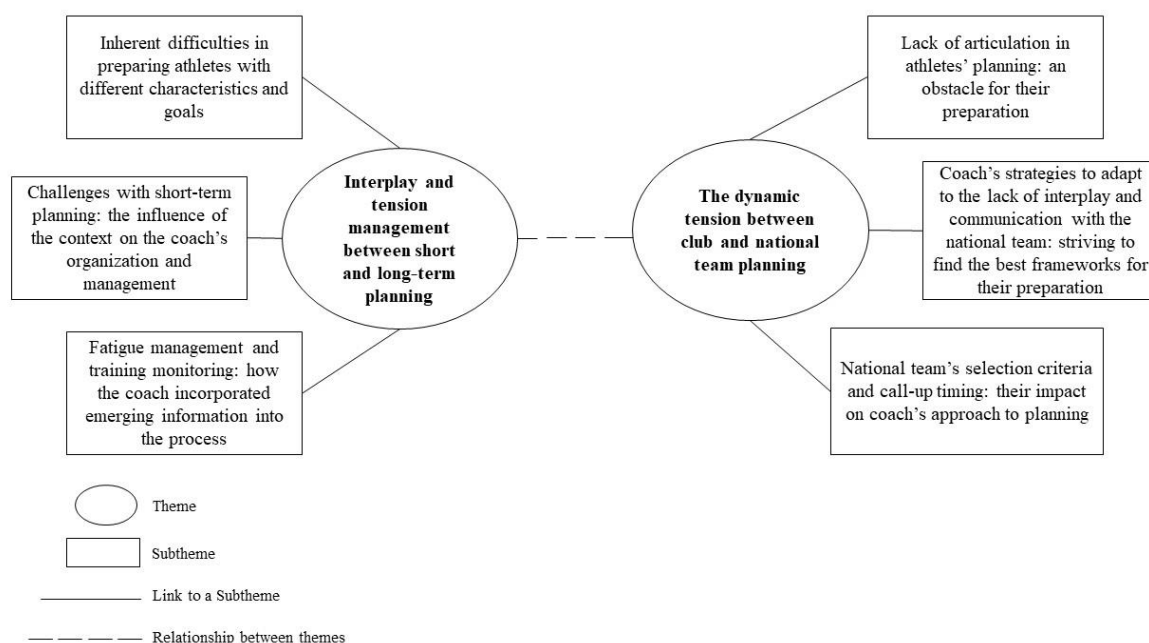 Inherent difficulties in
preparing athletes with
different characteristics and
goals
Challenges with short-term
planning: the influence of
the context on the coach's
organization and
management
Fatigue management and
training monitoring: how
the coach incorporated
emerging information into
the process
Interplay and
tension
management
between short
and long-term
planning
The dynamic
tension between
club and national
team planning
Lack of articulation in
athletes' planning: an
obstacle for their
preparation
Coach's strategies to adapt
to the lack of interplay and
communication with the
national team: striving to
find the best frameworks for
their preparation
National team's selection criteria
and call-up timing: their impact
on coach's approach to planning
Theme
Subtheme
Link to a Subtheme
Relationship between themes